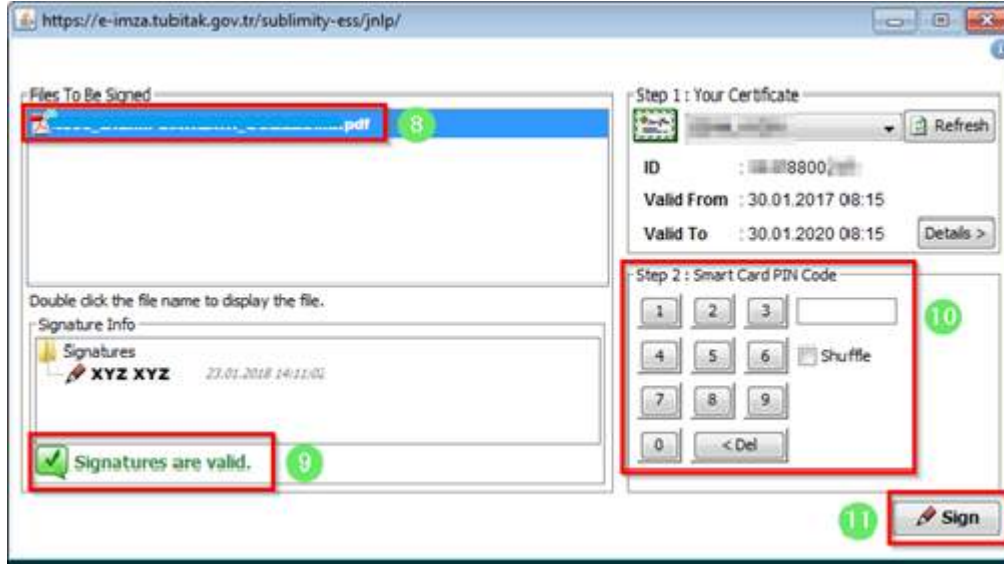 https://e-imza.tubitak.gov.tr/sublimity-ess/jnlp/
Files To Be Signed
pdf
8
Double click the file name to display the file.
Signature Info
Signatures
XYZ XYZ 23.01.2018 14:11:02
Signatures are valid.
9
Step 1 : Your Certificate
Refresh
ID : 8800
Valid From : 30.01.2017 08:15
Valid To : 30.01.2020 08:15
Details >
Step 2 : Smart Card PIN Code
1 2 3
4 5 6 Shuffle
7 8 9
0 < Del
10
11
Sign